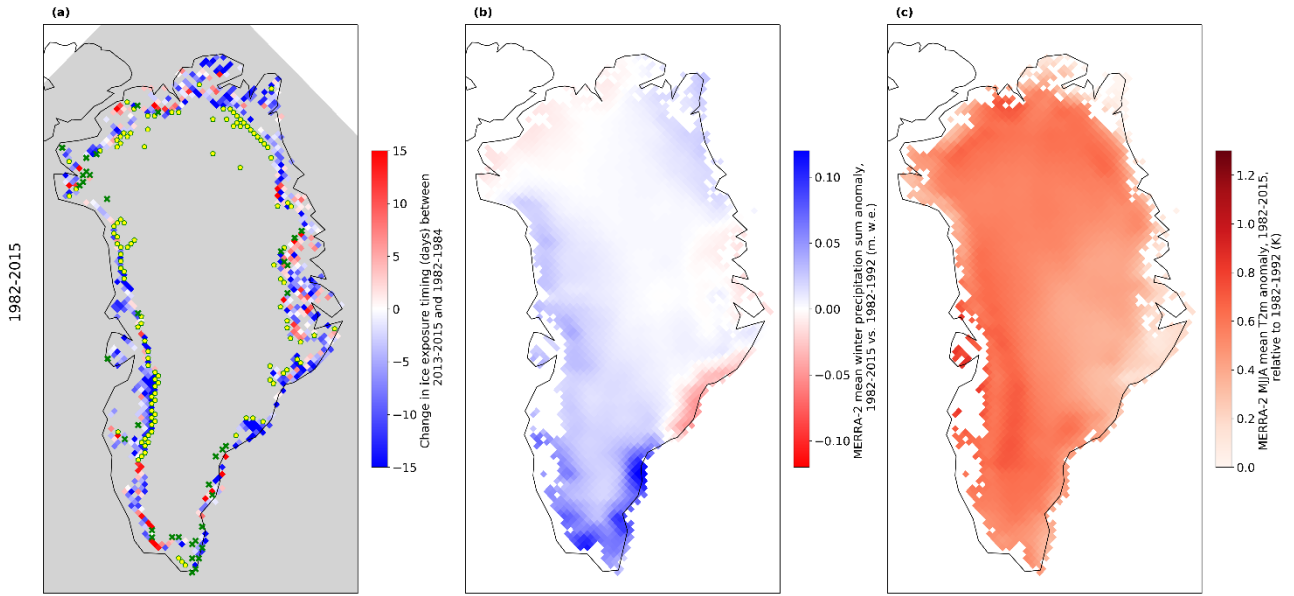 (a)
(b)
(c)
1982-2015
15
10
5
0
−5
−10
−15
Change in ice exposure timing (days) between
2013-2015 and 1982-1984
0.10
0.05
0.00
−0.05
−0.10
MERRA-2 mean winter precipitation sum anomaly,
1982-2015 vs. 1982-1992 (m. w.e.)
1.2
1.0
0.8
0.6
0.4
0.2
0.0
MERRA-2 MJJA mean T2m anomaly, 1982-2015,
relative to 1982-1992 (K)